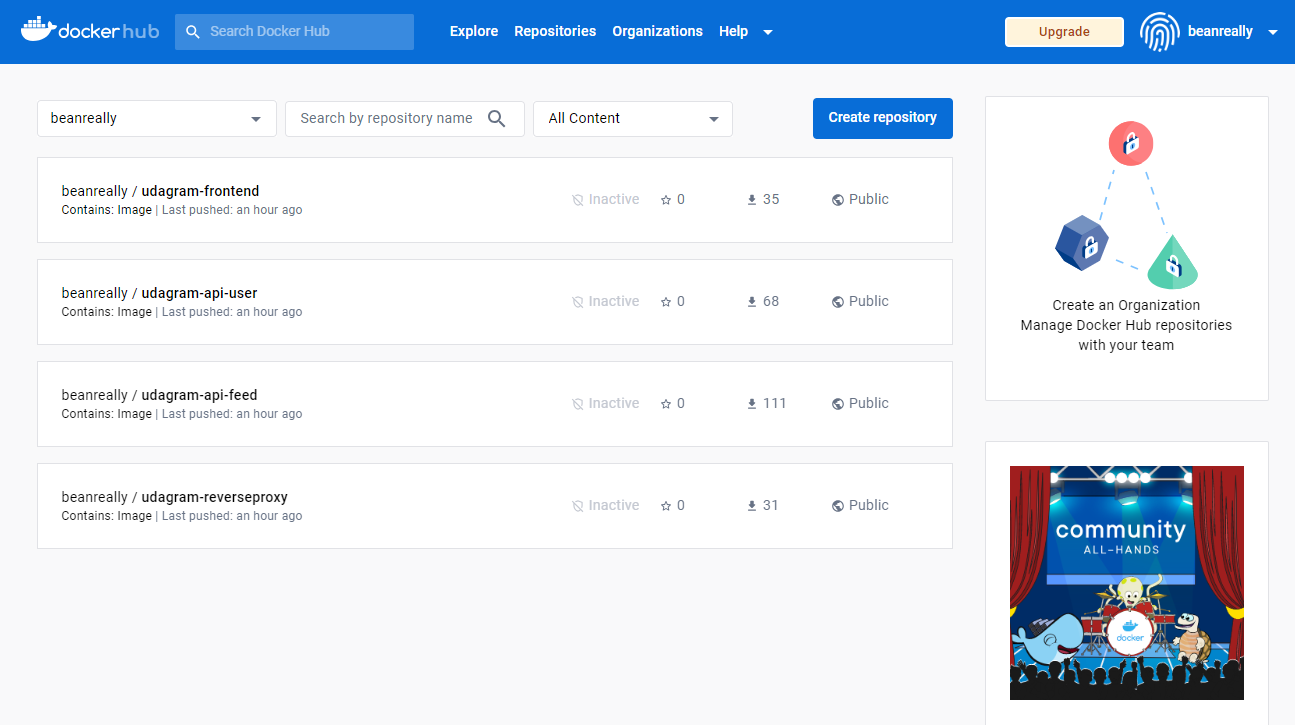 docker hub
Search Docker Hub
Explore Repositories Organizations Help
Upgrade
beanreally
beanreally
Search by repository name
All Content
Create repository
beanreally / udagram-frontend
Contains: Image | Last pushed: an hour ago
Inactive 0 35 Public
beanreally / udagram-api-user
Contains: Image | Last pushed: an hour ago
Inactive 0 68 Public
beanreally / udagram-api-feed
Contains: Image | Last pushed: an hour ago
Inactive 0 111 Public
beanreally / udagram-reverseproxy
Contains: Image | Last pushed: an hour ago
Inactive 0 31 Public
Create an Organization
Manage Docker Hub repositories
with your team
community
ALL-HANDS
docker